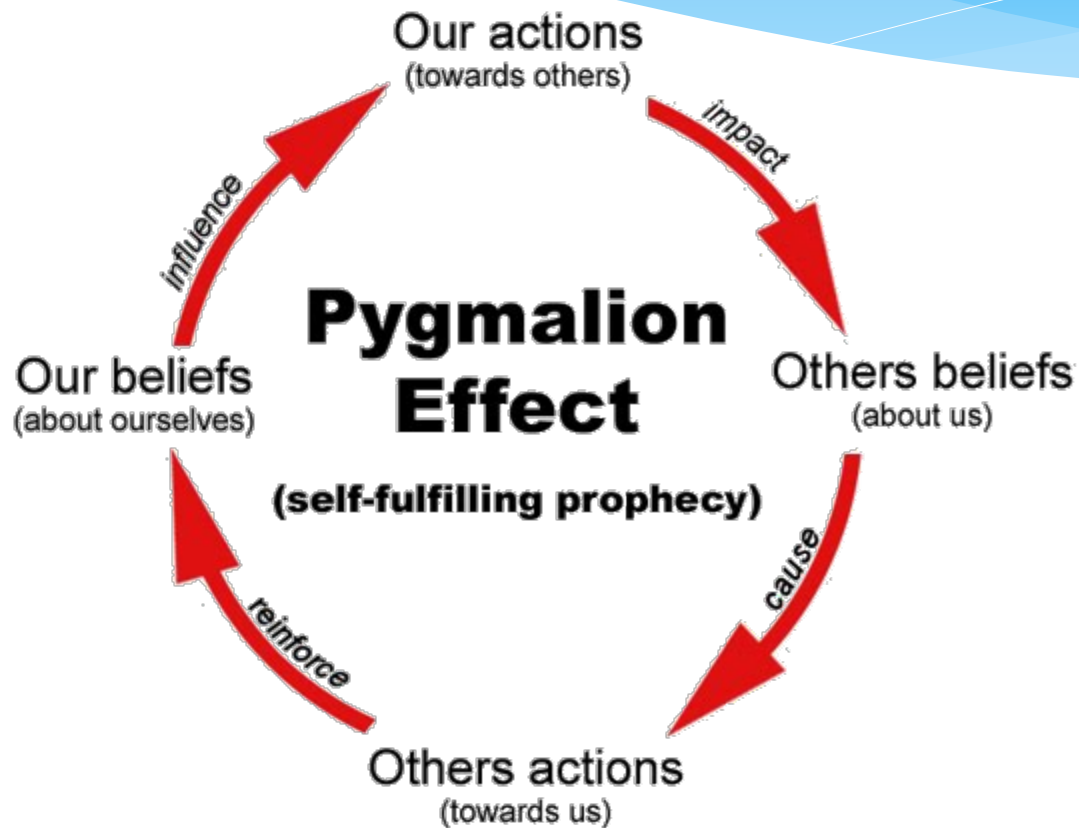 Our actions
(towards others)
impact
Others beliefs
(about us)
cause
Others actions
(towards us)
reinforce
Our beliefs
(about ourselves)
influence
Pygmalion
Effect
(self-fulfilling prophecy)